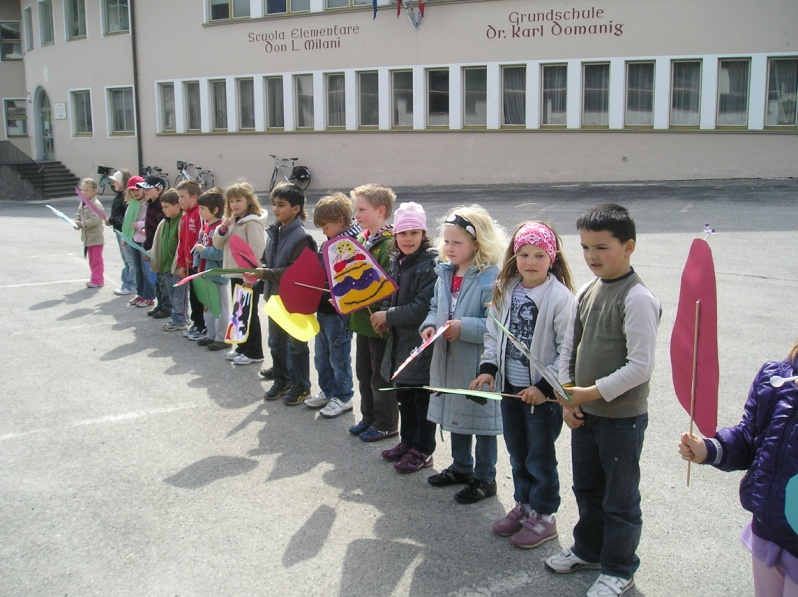 Scuola Elementare
Don L. Milani
Grundschule
Dr. Karl Domanig